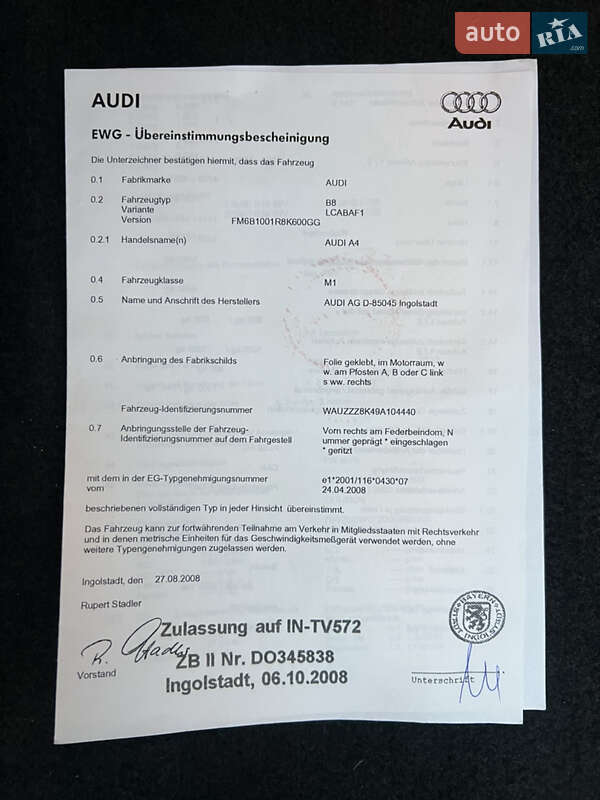 auto RIA.com
AUDI
Audi
EWG - Übereinstimmungsbescheinigung
Die Unterzeichner bestätigen hiermit, dass das Fahrzeug
0.1 Fabrikmarke AUDI
0.2 Fahrzeugtyp B8
Variante LCABAF1
Version FM6B1001R8K600GG
0.2.1 Handelsname(n) AUDI A4
0.4 Fahrzeugklasse M1
0.5 Name und Anschrift des Herstellers AUDI AG D-85045 Ingolstadt
0.6 Anbringung des Fabrikschilds Folie geklebt, im Motorraum, w
w. am Pfosten A, B oder C link
s ww. rechts
Fahrzeug-Identifizierungsnummer WAUZZZ8K49A104440
0.7 Anbringungsstelle der Fahrzeug- Vorn rechts am Federbeindom, N
Identifizierungsnummer auf dem Fahrgestell ummer geprägt * eingeschlagen
* geritzt
mit dem in der EG-Typgenehmigungsnummer e1*2001/116*0430*07
vom 24.04.2008
beschriebenen vollständigen Typ in jeder Hinsicht übereinstimmt.
Das Fahrzeug kann zur fortwährenden Teilnahme am Verkehr in Mitgliedsstaaten mit Rechtsverkehr
und in denen metrische Einheiten für das Geschwindigkeitsmeßgerät verwendet werden, ohne
weitere Typengenehmigungen zugelassen werden.
Ingolstadt, den 27.08.2008
Rupert Stadler
Zulassung auf IN-TV572
R. Stadler
ZB II Nr. DO345838
Vorstand
Ingolstadt, 06.10.2008
BAYERN
INGOLSTADT
Unterschrift